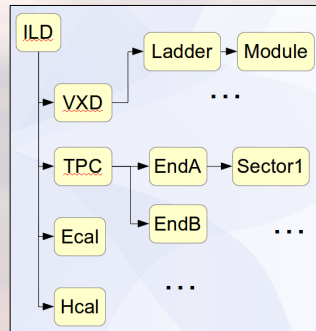 ILD
Ladder Module
VXD
...
TPC EndA Sector1
EndB
...
Ecal
...
Hcal